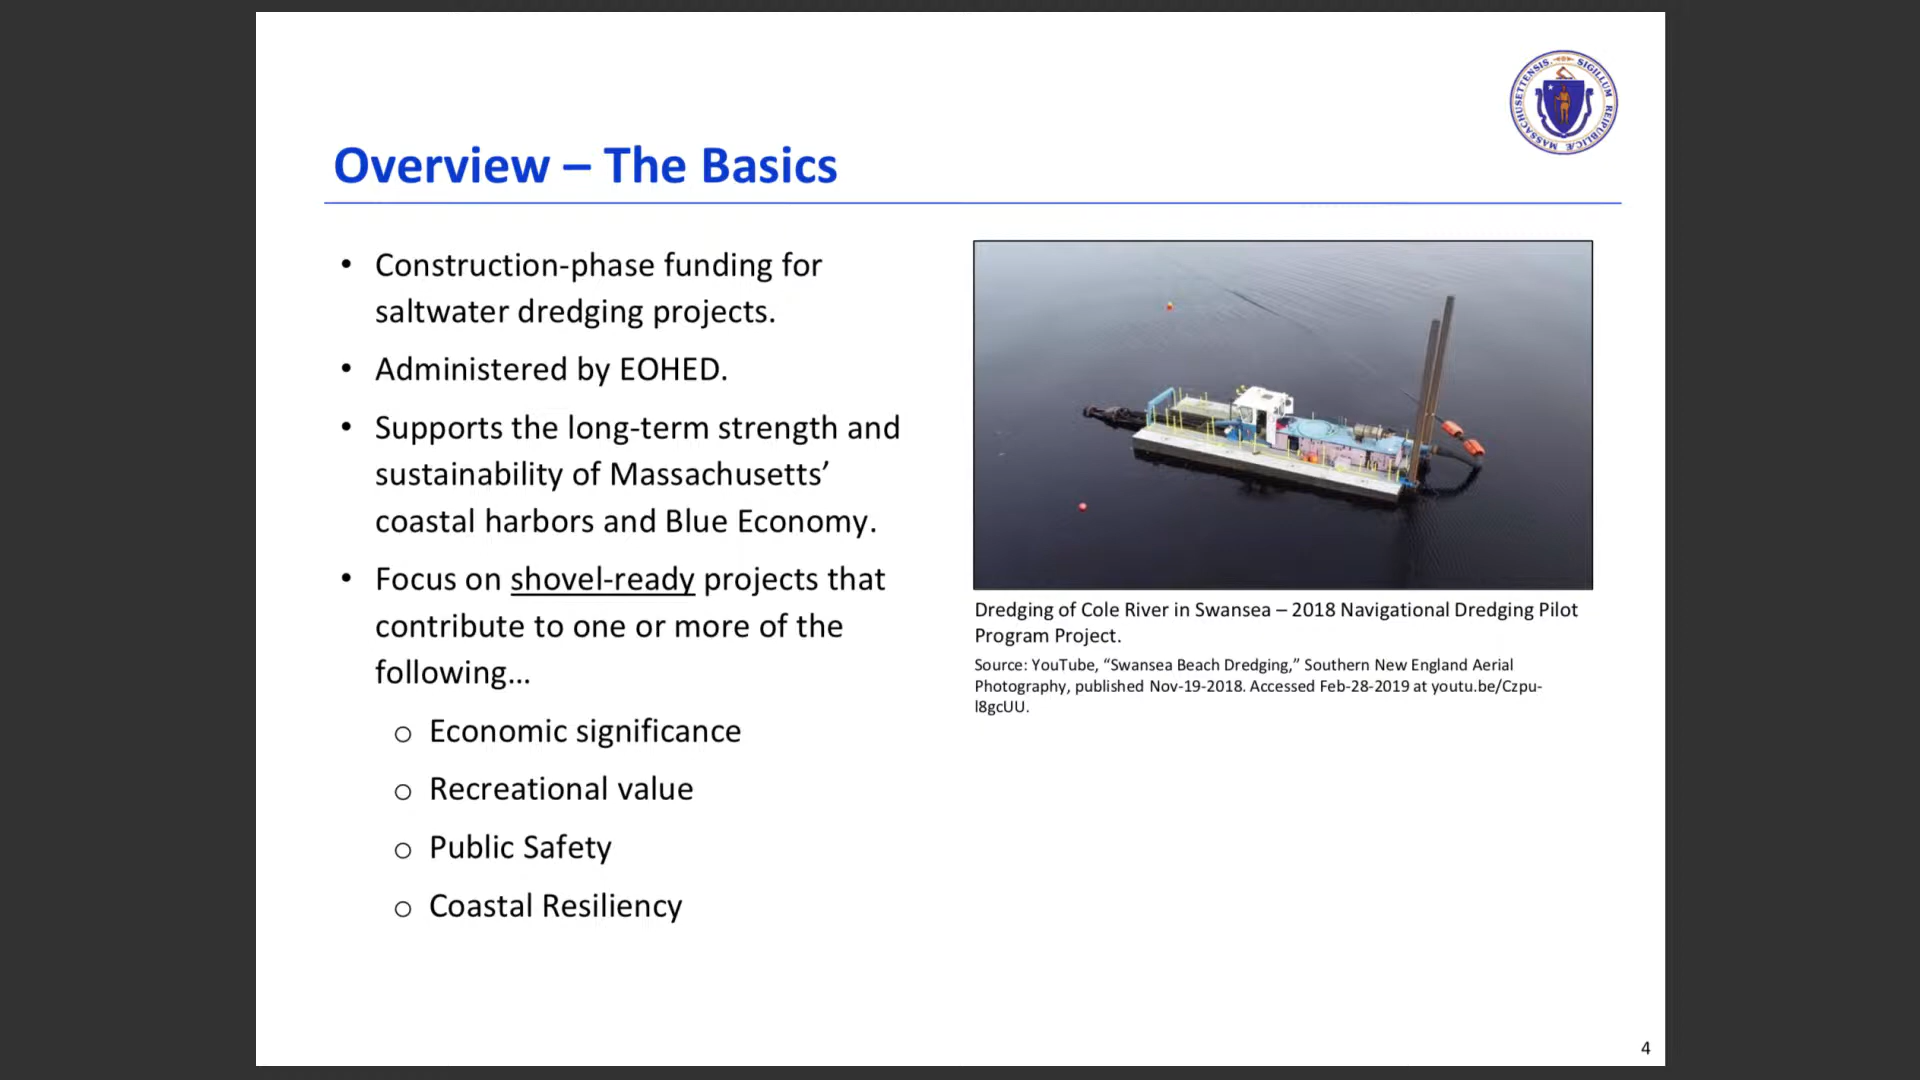 MASSACHUSETTENSIS. SIGILLUM REIPUBLICÆ
Overview – The Basics
• Construction-phase funding for
saltwater dredging projects.
• Administered by EOHED.
• Supports the long-term strength and
sustainability of Massachusetts’
coastal harbors and Blue Economy.
• Focus on shovel-ready projects that
contribute to one or more of the
following…
o Economic significance
o Recreational value
o Public Safety
o Coastal Resiliency
Dredging of Cole River in Swansea – 2018 Navigational Dredging Pilot
Program Project.
Source: YouTube, “Swansea Beach Dredging,” Southern New England Aerial
Photography, published Nov-19-2018. Accessed Feb-28-2019 at youtu.be/Czpu-
l8gcUU.
4